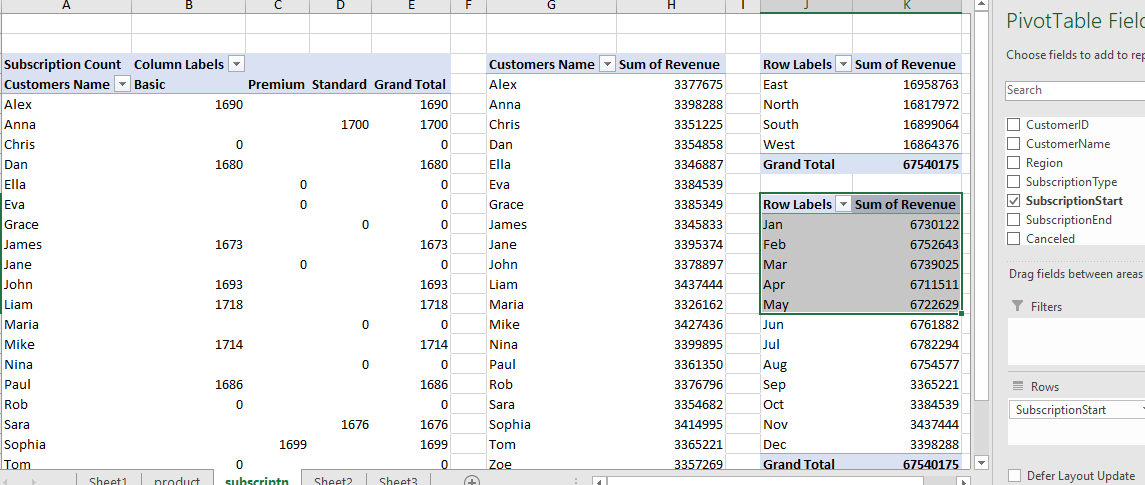 A B C D E F G H I J K
PivotTable Field
Choose fields to add to rep
Search
CustomerID
CustomerName
Region
SubscriptionType
SubscriptionStart
SubscriptionEnd
Canceled
Drag fields between areas
Filters
Rows
SubscriptionStart
Defer Layout Update
Subscription Count Column Labels
Customers Name Basic Premium Standard Grand Total
Alex 1690 1690
Anna 1700 1700
Chris 0 0
Dan 1680 1680
Ella 0 0
Eva 0 0
Grace 0 0
James 1673 1673
Jane 0 0
John 1693 1693
Liam 1718 1718
Maria 0 0
Mike 1714 1714
Nina 0 0
Paul 1686 1686
Rob 0 0
Sara 1676 1676
Sophia 1699 1699
Tom 0 0
Customers Name Sum of Revenue
Alex 3377675
Anna 3398288
Chris 3351225
Dan 3354858
Ella 3346887
Eva 3384539
Grace 3385349
James 3345833
Jane 3395374
John 3378897
Liam 3437444
Maria 3326162
Mike 3427436
Nina 3399895
Paul 3361350
Rob 3376796
Sara 3354682
Sophia 3414995
Tom 3365221
Zoe 3357269
Row Labels Sum of Revenue
East 16958763
North 16817972
South 16899064
West 16864376
Grand Total 67540175
Row Labels Sum of Revenue
Jan 6730122
Feb 6752643
Mar 6739025
Apr 6711511
May 6722629
Jun 6761882
Jul 6782294
Aug 6754577
Sep 3365221
Oct 3384539
Nov 3437444
Dec 3398288
Grand Total 67540175
Sheet1 product subscriptn Sheet2 Sheet3